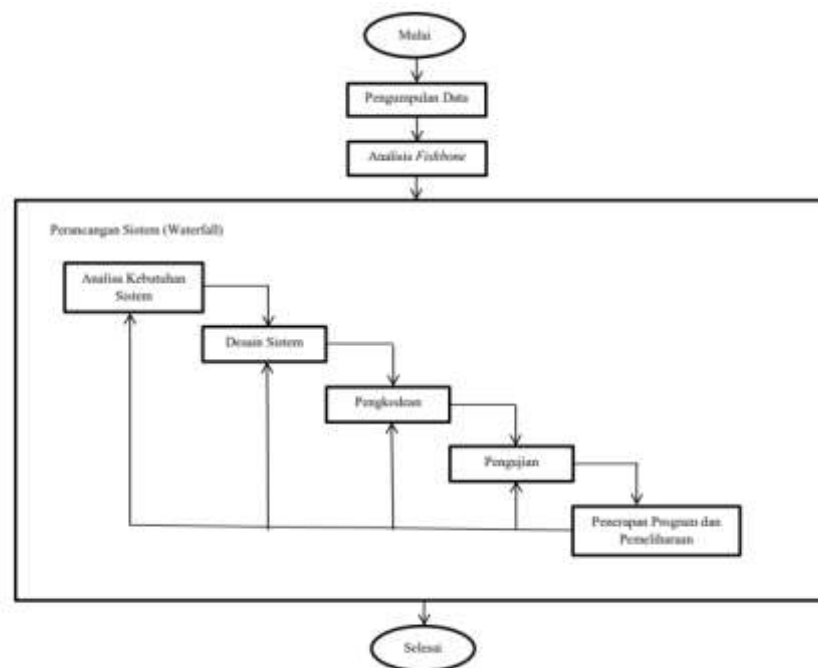 Mulai
Pengumpulan Data
Analisis Fishbone
Perancangan Sistem (Waterfall)
Analisa Kebutuhan
Sistem
Desain Sistem
Pengkodean
Pengujian
Penerapan Program dan
Pemeliharaan
Selesai